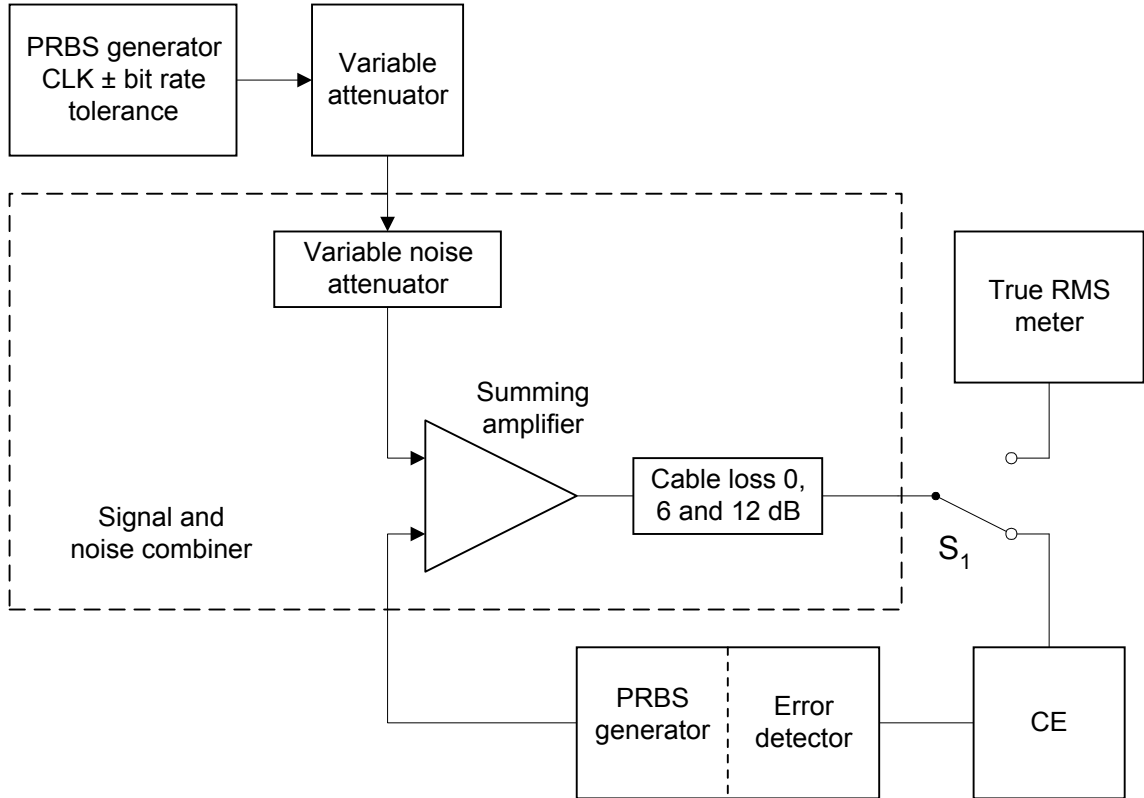 PRBS generator
CLK ± bit rate
tolerance
Variable
attenuator
Variable noise
attenuator
True RMS
meter
Summing
amplifier
Cable loss 0,
6 and 12 dB
Signal and
noise combiner
S₁
PRBS
generator
Error
detector
CE